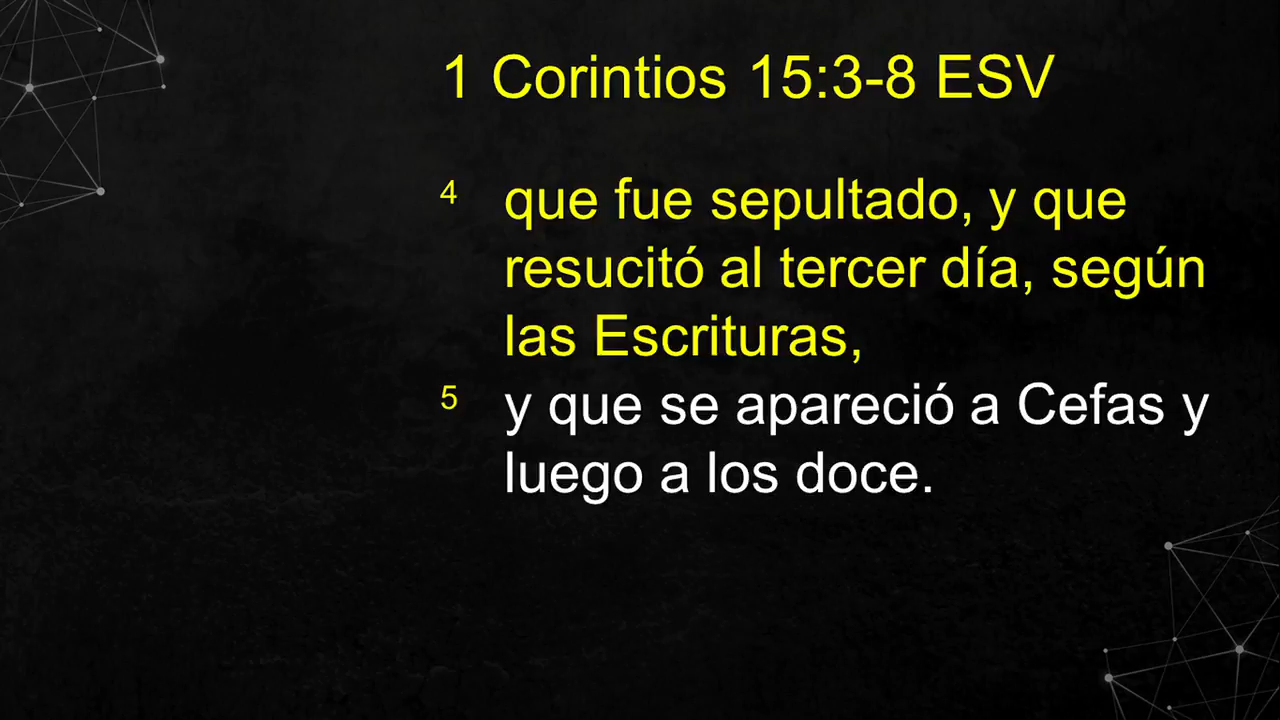 1 Corintios 15:3-8 ESV
4 que fue sepultado, y que
resucitó al tercer día, según
las Escrituras,
5 y que se apareció a Cefas y
luego a los doce.